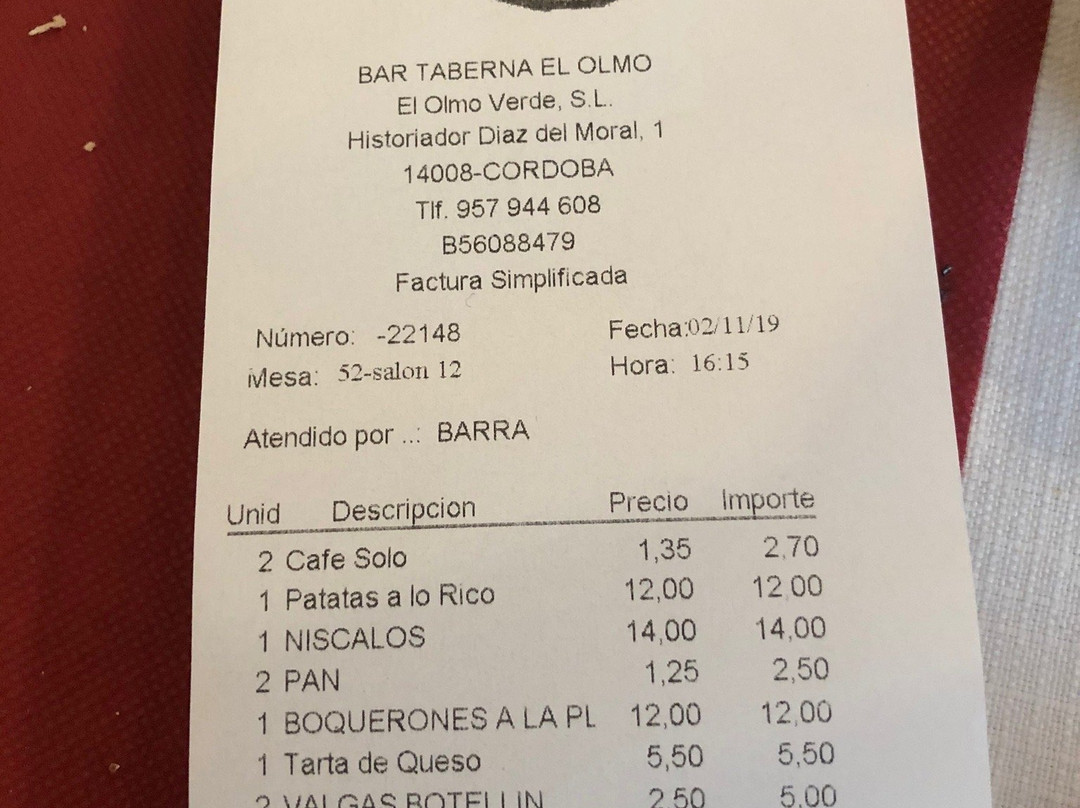 BAR TABERNA EL OLMO
El Olmo Verde, S.L.
Historiador Diaz del Moral, 1
14008-CORDOBA
Tlf. 957 944 608
B56088479
Factura Simplificada
Número: -22148 Fecha:02/11/19
Mesa: 52-salon 12 Hora: 16:15
Atendido por ..: BARRA
Unid Descripcion Precio Importe
2 Cafe Solo 1,35 2,70
1 Patatas a lo Rico 12,00 12,00
1 NISCALOS 14,00 14,00
2 PAN 1,25 2,50
1 BOQUERONES A LA PL 12,00 12,00
1 Tarta de Queso 5,50 5,50
2 VALGAS BOTELLIN 2,50 5,00